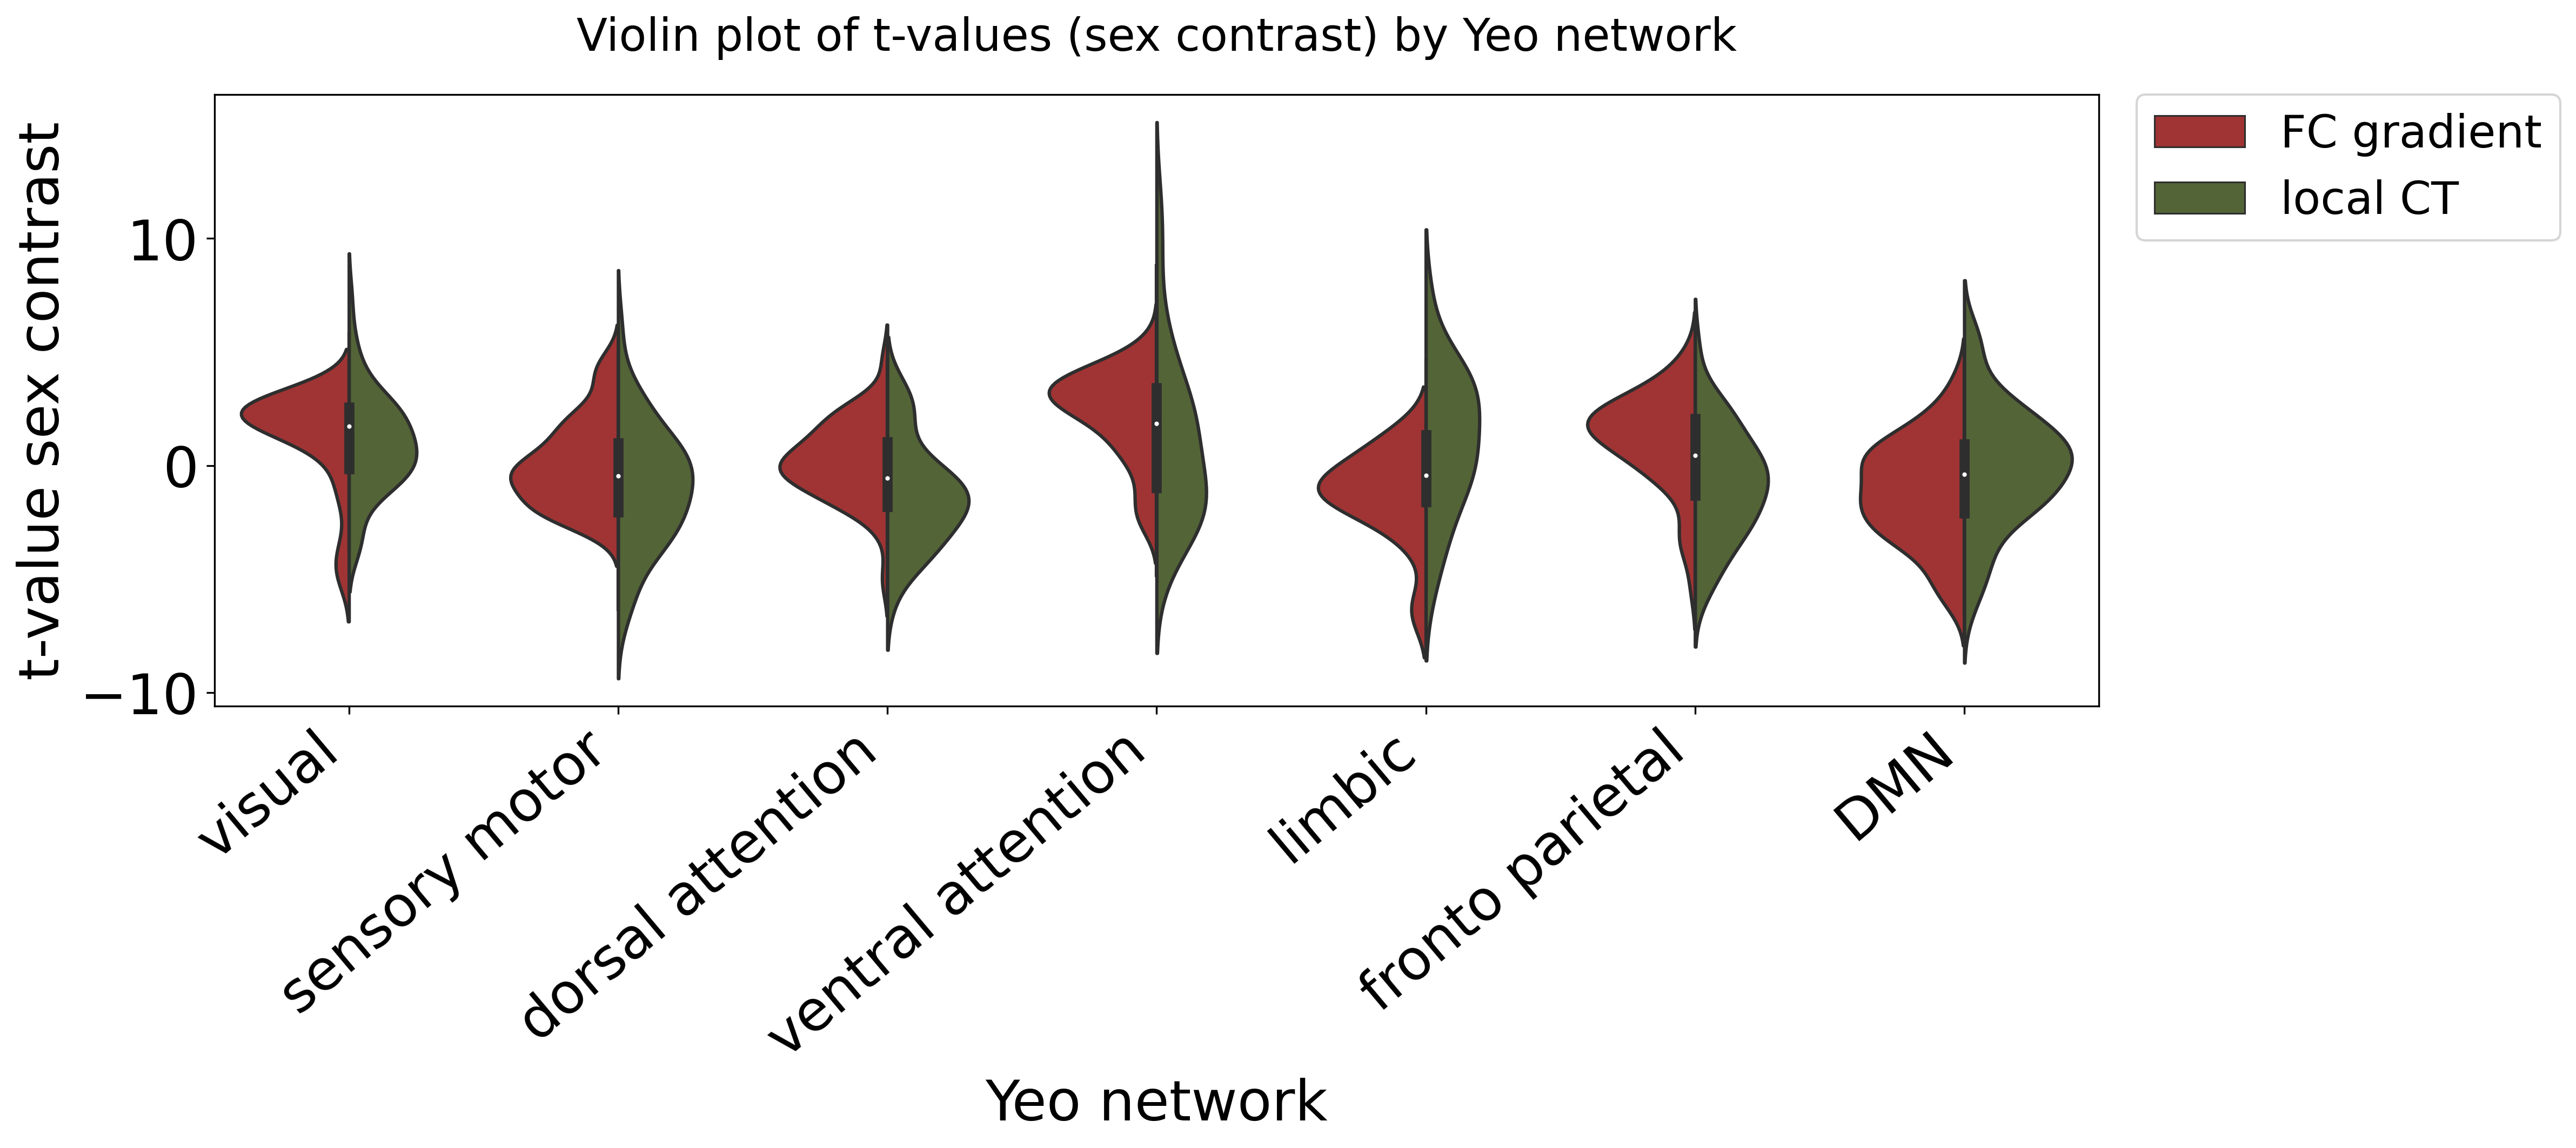 Violin plot of t-values (sex contrast) by Yeo network
t-value sex contrast
10
0
−10
FC gradient
local CT
visual
sensory motor
dorsal attention
ventral attention
limbic
fronto parietal
DMN
Yeo network